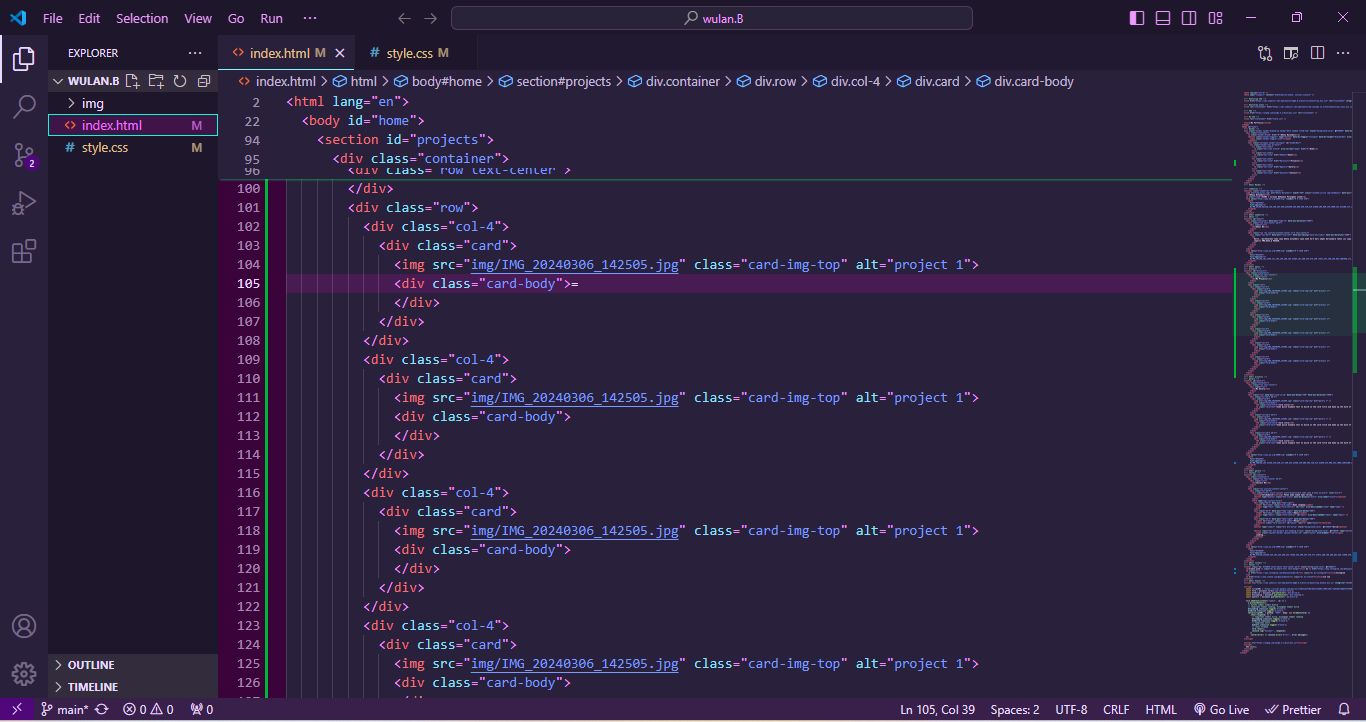 File Edit Selection View Go Run ··· wulan.B
EXPLORER ···
index.html M
# style.css M
WULAN.B
index.html > html > body#home > section#projects > div.container > div.row > div.col-4 > div.card > div.card-body
img
index.html M
# style.css M
2 <html lang="en">
22 <body id="home">
94 <section id="projects">
95 <div class="container">
96 <div class="row text-center">
100 </div>
101 <div class="row">
102 <div class="col-4">
103 <div class="card">
104 <img src="img/IMG_20240306_142505.jpg" class="card-img-top" alt="project 1">
105 <div class="card-body">=
106 </div>
107 </div>
108 </div>
109 <div class="col-4">
110 <div class="card">
111 <img src="img/IMG_20240306_142505.jpg" class="card-img-top" alt="project 1">
112 <div class="card-body">
113 </div>
114 </div>
115 </div>
116 <div class="col-4">
117 <div class="card">
118 <img src="img/IMG_20240306_142505.jpg" class="card-img-top" alt="project 1">
119 <div class="card-body">
120 </div>
121 </div>
122 </div>
123 <div class="col-4">
124 <div class="card">
125 <img src="img/IMG_20240306_142505.jpg" class="card-img-top" alt="project 1">
126 <div class="card-body">
2
OUTLINE
TIMELINE
main* 0 0 0 Ln 105, Col 39 Spaces: 2 UTF-8 CRLF HTML Go Live Prettier